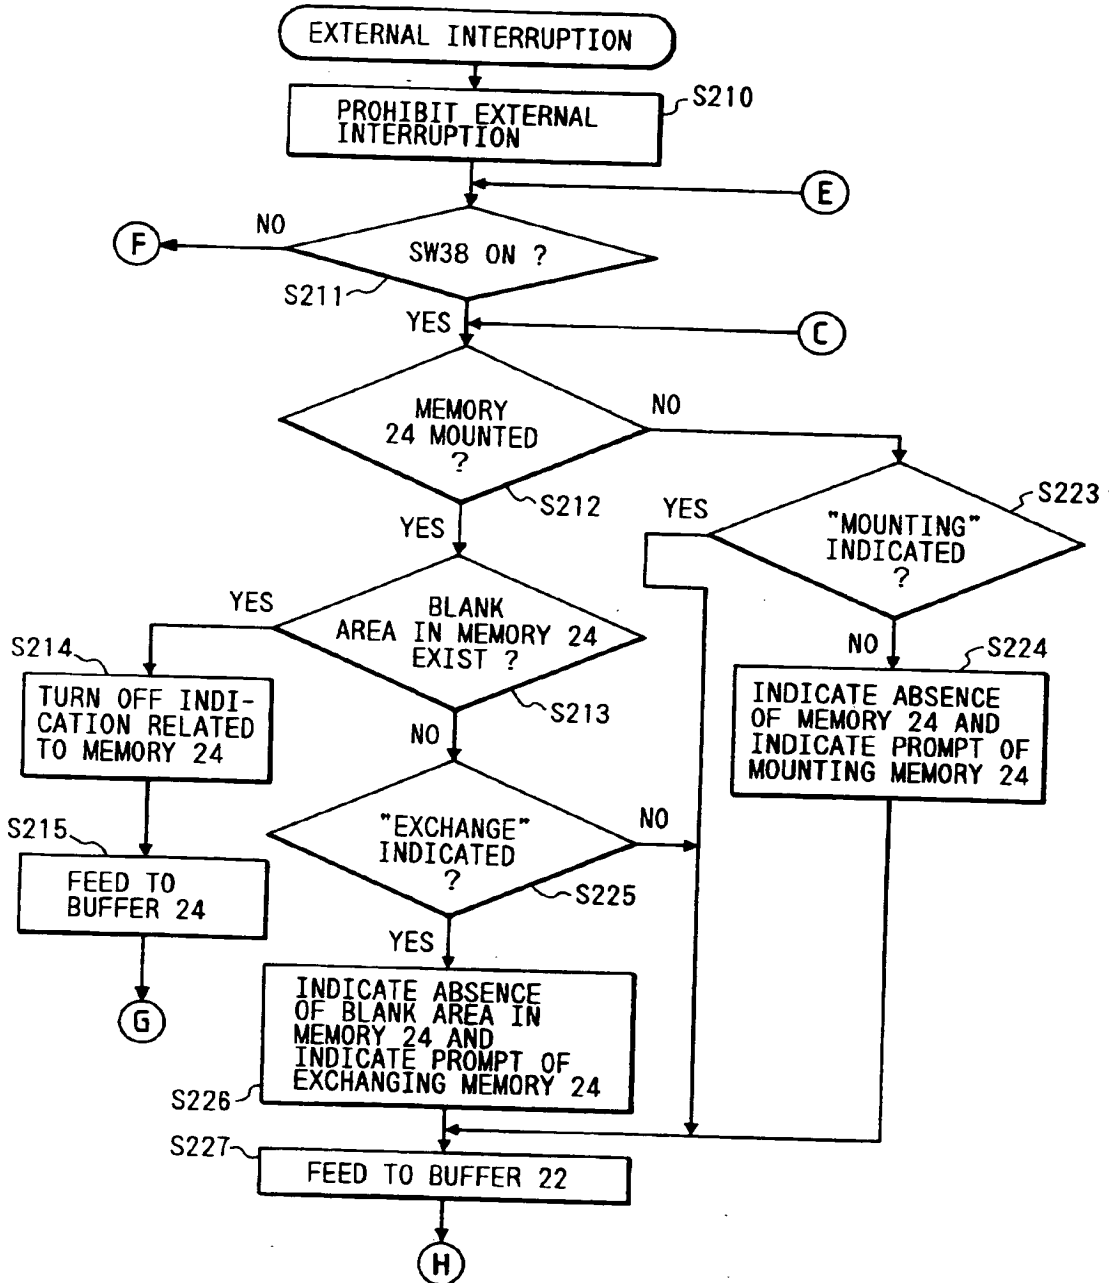 EXTERNAL INTERRUPTION
S210
PROHIBIT EXTERNAL
INTERRUPTION
E
F
NO
SW38 ON ?
S211
YES
C
MEMORY
24 MOUNTED
?
NO
S212
YES
S223
YES
"MOUNTING"
INDICATED
?
YES
BLANK
AREA IN MEMORY 24
EXIST ?
S213
NO
S214
TURN OFF INDI-
CATION RELATED
TO MEMORY 24
NO
S224
INDICATE ABSENCE
OF MEMORY 24 AND
INDICATE PROMPT OF
MOUNTING MEMORY 24
S215
FEED TO
BUFFER 24
G
"EXCHANGE"
INDICATED
?
NO
S225
YES
INDICATE ABSENCE
OF BLANK AREA IN
MEMORY 24 AND
INDICATE PROMPT OF
EXCHANGING MEMORY 24
S226
S227
FEED TO BUFFER 22
H